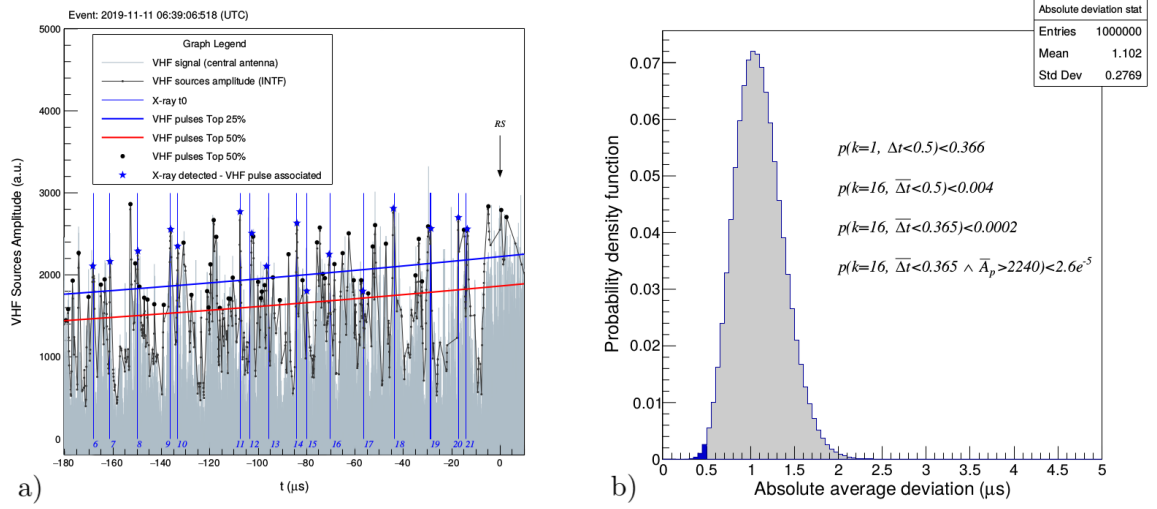 Event: 2019-11-11 06:39:06:518 (UTC)
Graph Legend
VHF signal (central antenna)
VHF sources amplitude (INTF)
X-ray t0
VHF pulses Top 25%
VHF pulses Top 50%
VHF pulses Top 50%
X-ray detected - VHF pulse associated
RS
VHF Sources Amplitude (a.u.)
5000
4000
3000
2000
1000
0
6 7 8 9 10 11 12 13 14 15 16 17 18 19 20 21
−180 −160 −140 −120 −100 −80 −60 −40 −20 0
t (μs)
a)
Absolute deviation stat
Entries 1000000
Mean 1.102
Std Dev 0.2769
p(k=1, Δt<0.5)<0.366
p(k=16, \overline{Δt}<0.5)<0.004
p(k=16, \overline{Δt}<0.365)<0.0002
p(k=16, \overline{Δt}<0.365 ∧ \overline{A}_p>2240)<2.6e^{-5}
Probability density function
0.07
0.06
0.05
0.04
0.03
0.02
0.01
0
0 0.5 1 1.5 2 2.5 3 3.5 4 4.5 5
Absolute average deviation (μs)
b)